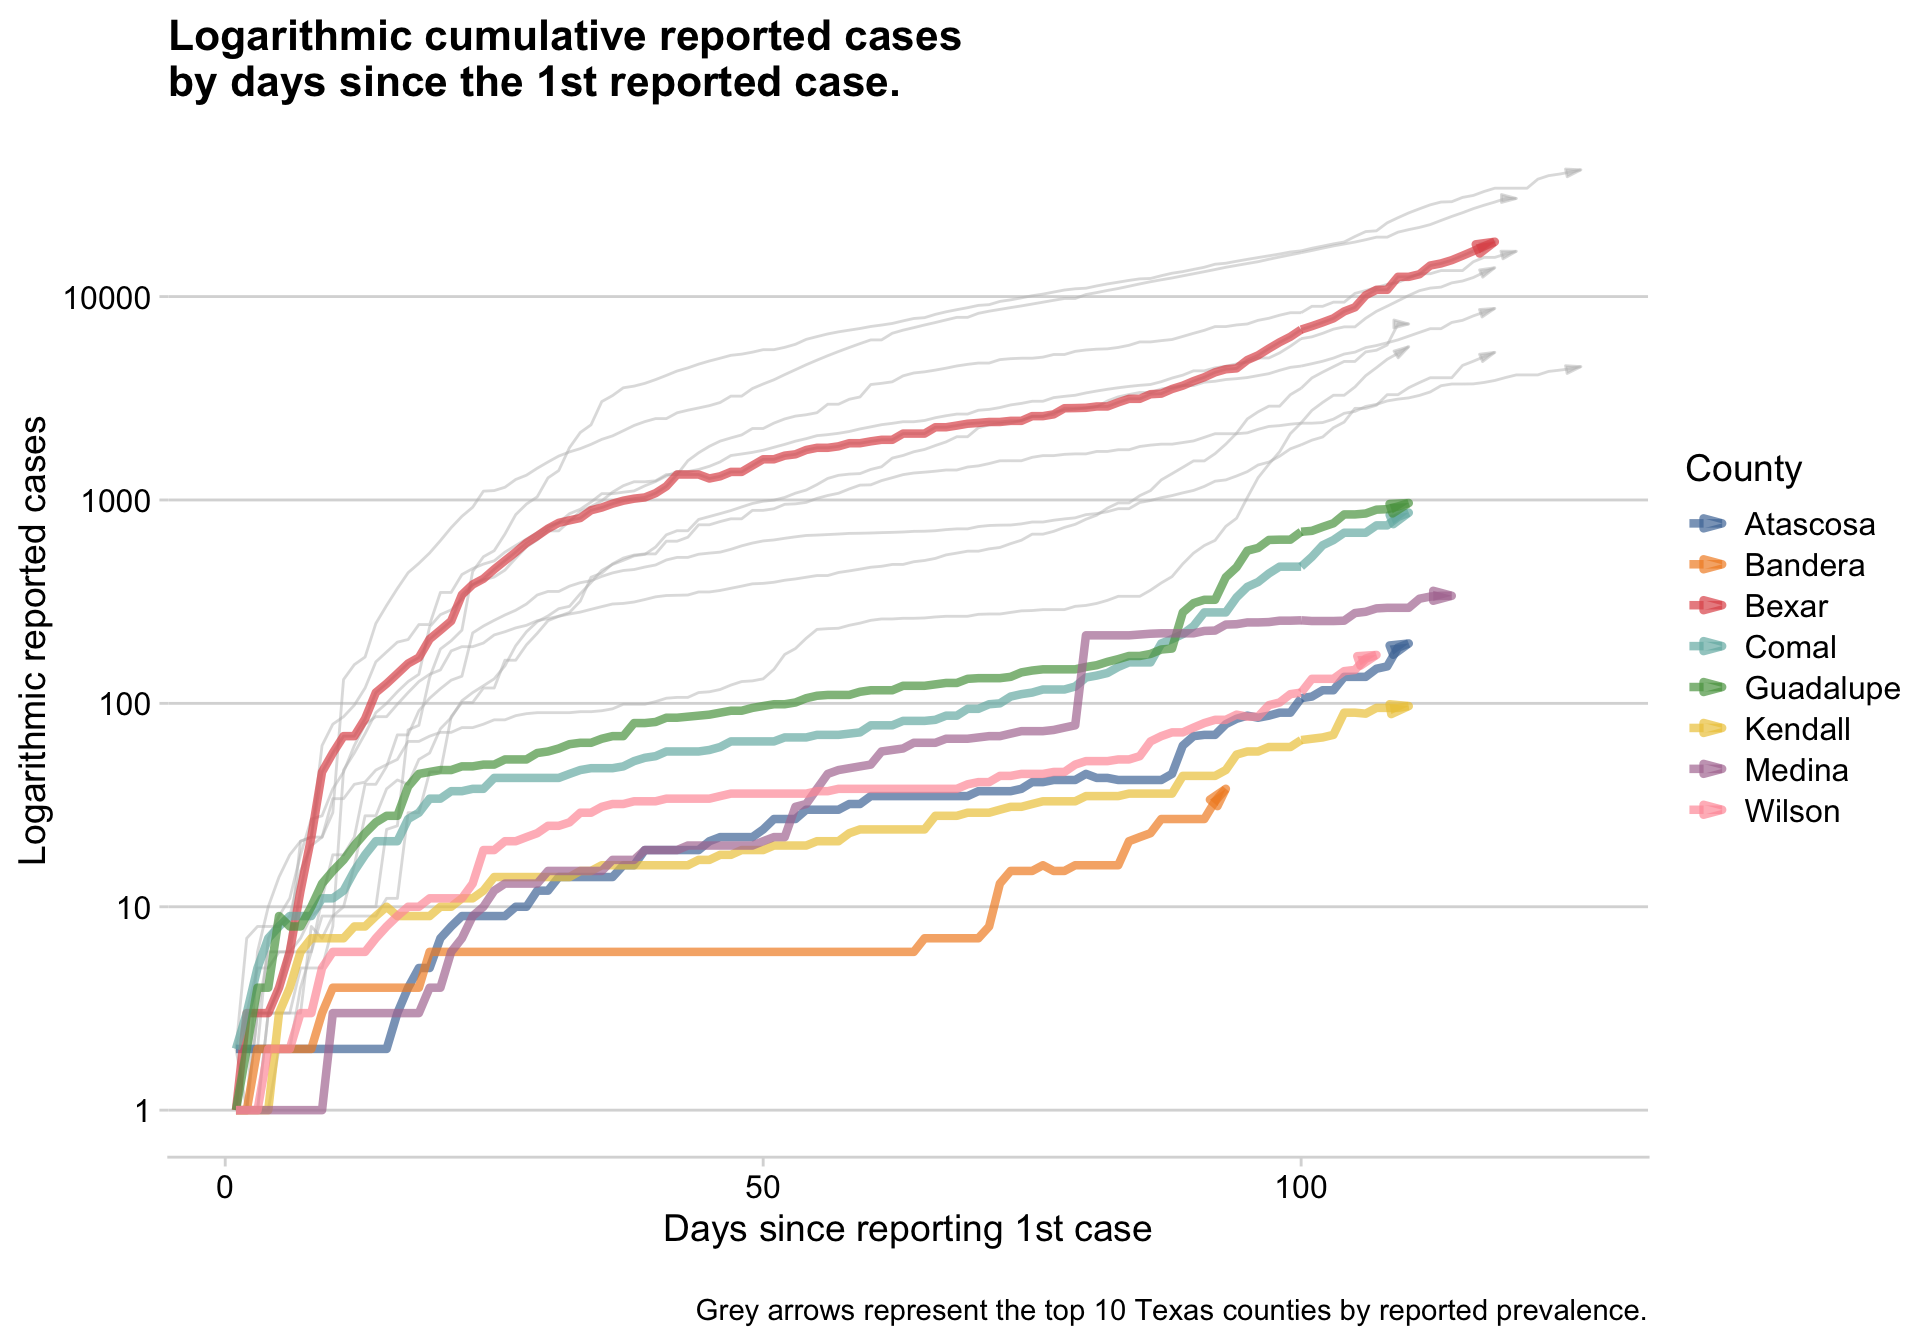 Logarithmic cumulative reported cases
by days since the 1st reported case.
Logarithmic reported cases
10000
1000
100
10
1
0
50
100
Days since reporting 1st case
County
Atascosa
Bandera
Bexar
Comal
Guadalupe
Kendall
Medina
Wilson
Grey arrows represent the top 10 Texas counties by reported prevalence.